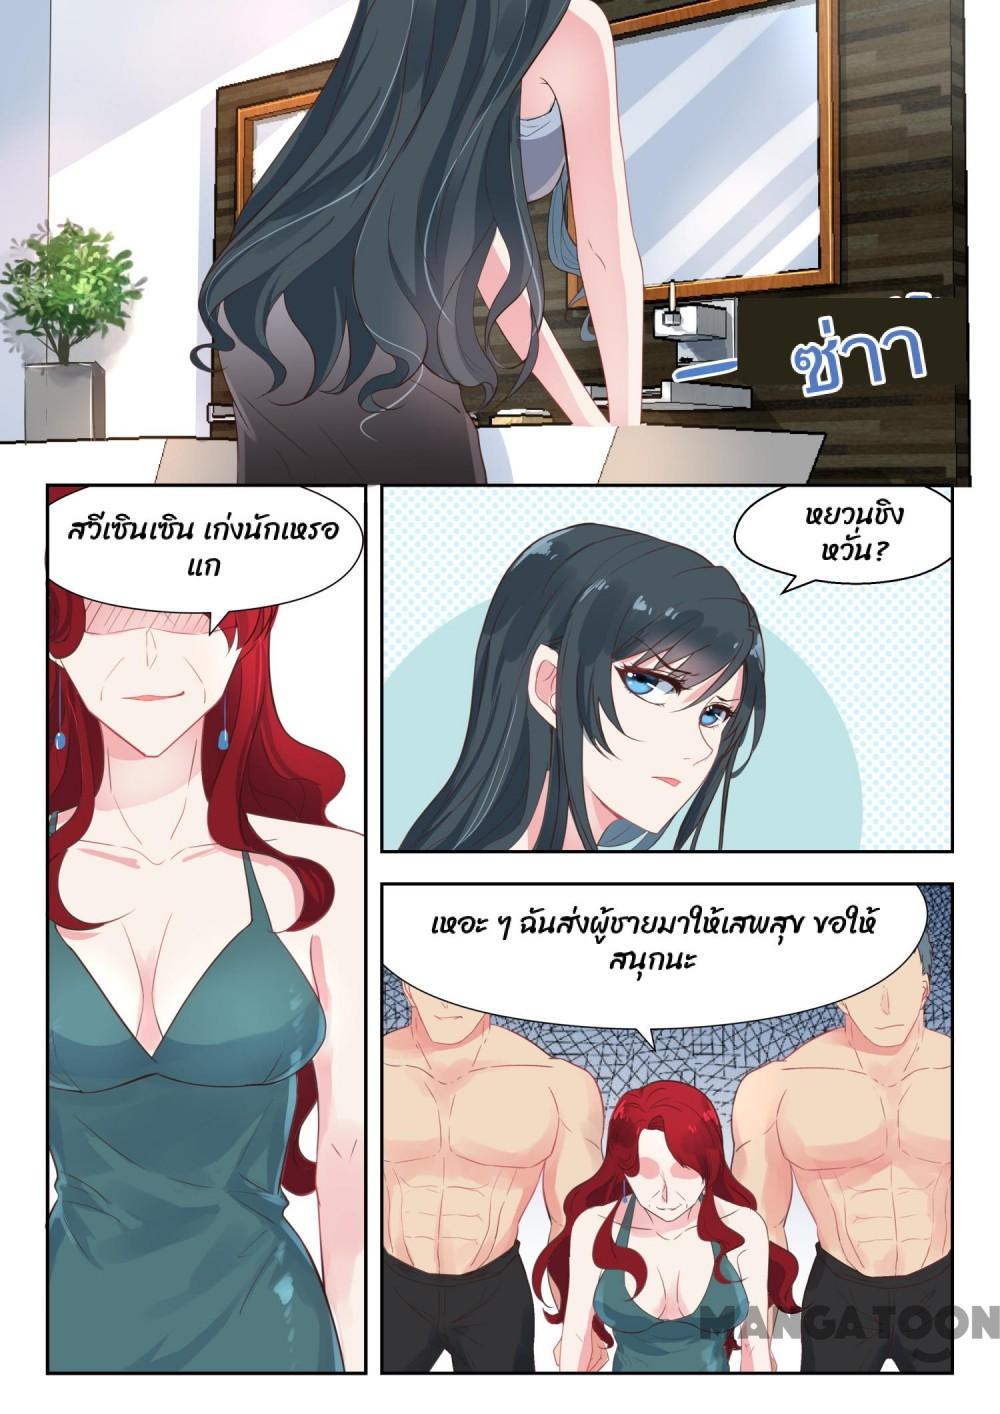 ซ่าา
สวีเซินเซิน เก่งนักเหรอ
แก
หยวนชิง
หวั่น?
เหอะ ๆ ฉันส่งผู้ชายมาให้เสพสุข ขอให้
สนุกนะ
MANGATOON